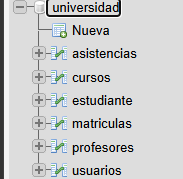 universidad
Nueva
asistencias
cursos
estudiante
matriculas
profesores
usuarios